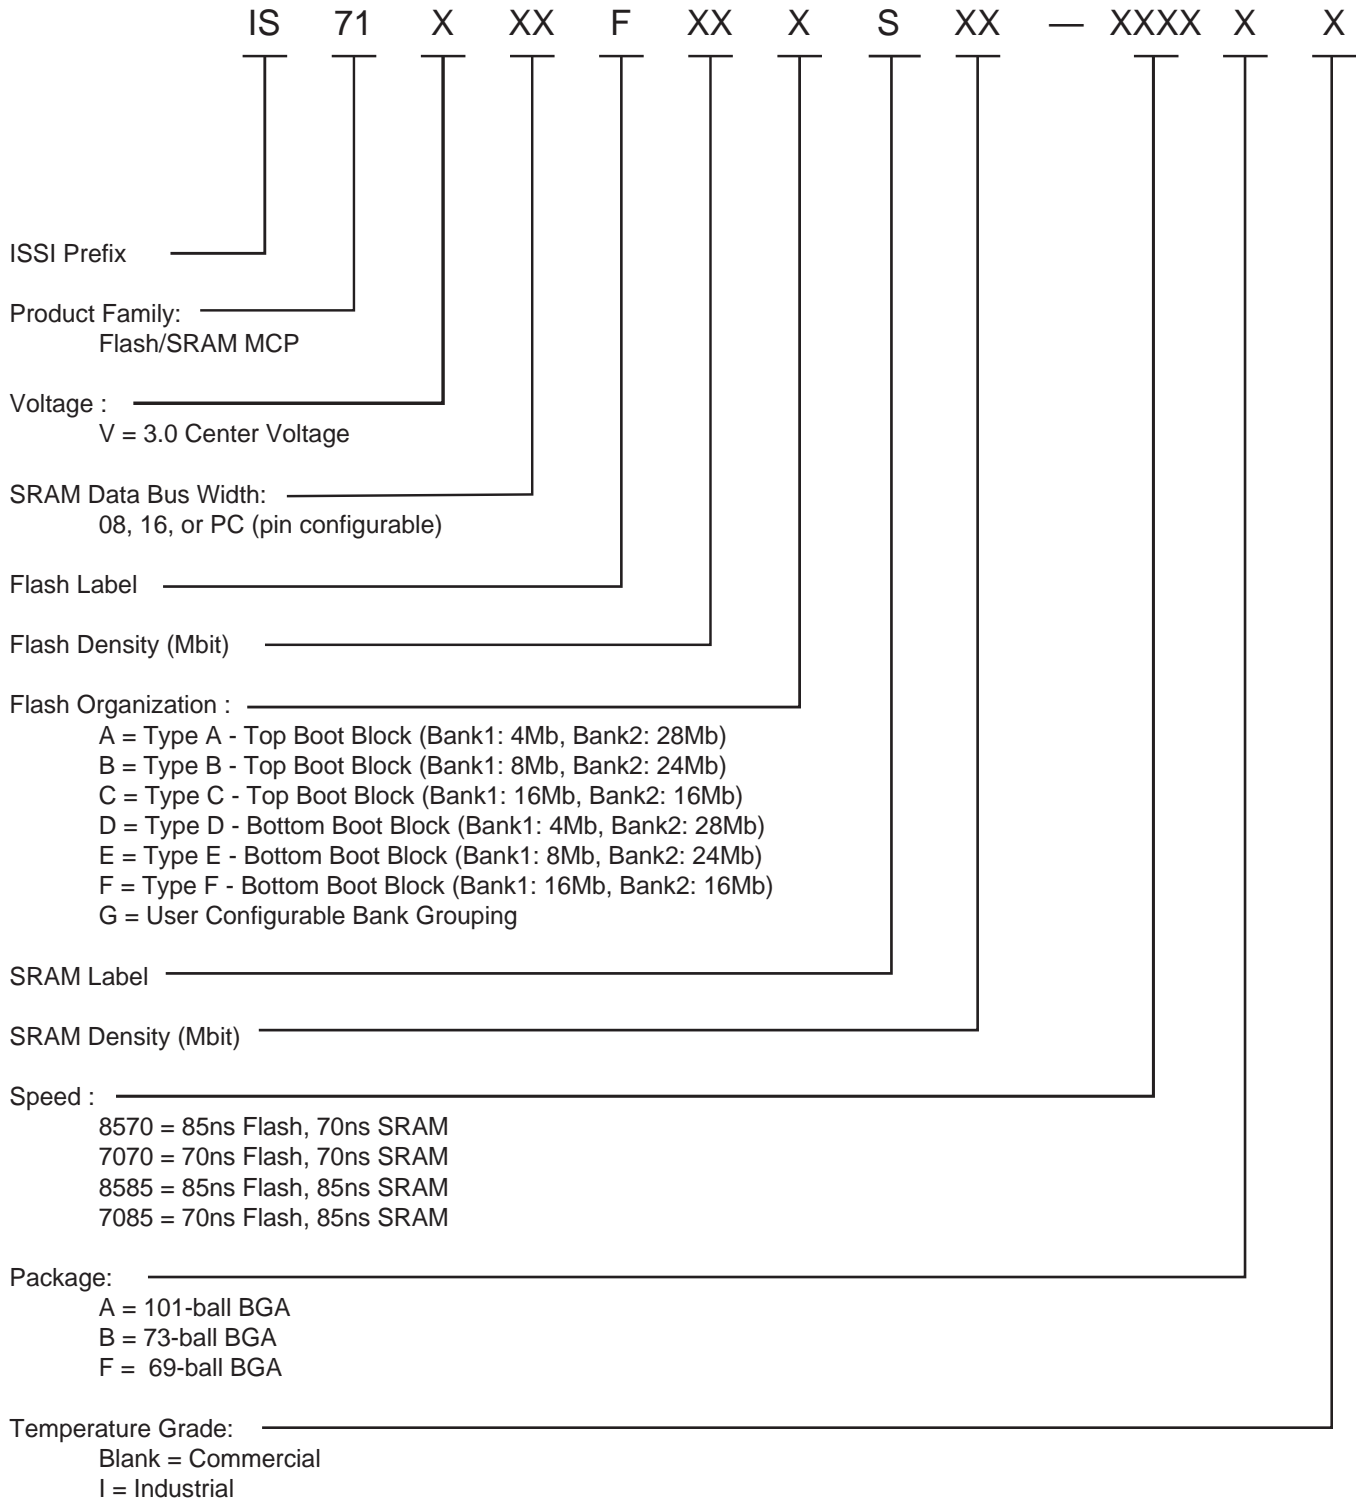 IS 71 X XX F XX X S XX — XXXX X X
ISSI Prefix
Product Family:
Flash/SRAM MCP
Voltage :
V = 3.0 Center Voltage
SRAM Data Bus Width:
08, 16, or PC (pin configurable)
Flash Label
Flash Density (Mbit)
Flash Organization :
A = Type A - Top Boot Block (Bank1: 4Mb, Bank2: 28Mb)
B = Type B - Top Boot Block (Bank1: 8Mb, Bank2: 24Mb)
C = Type C - Top Boot Block (Bank1: 16Mb, Bank2: 16Mb)
D = Type D - Bottom Boot Block (Bank1: 4Mb, Bank2: 28Mb)
E = Type E - Bottom Boot Block (Bank1: 8Mb, Bank2: 24Mb)
F = Type F - Bottom Boot Block (Bank1: 16Mb, Bank2: 16Mb)
G = User Configurable Bank Grouping
SRAM Label
SRAM Density (Mbit)
Speed :
8570 = 85ns Flash, 70ns SRAM
7070 = 70ns Flash, 70ns SRAM
8585 = 85ns Flash, 85ns SRAM
7085 = 70ns Flash, 85ns SRAM
Package:
A = 101-ball BGA
B = 73-ball BGA
F = 69-ball BGA
Temperature Grade:
Blank = Commercial
I = Industrial